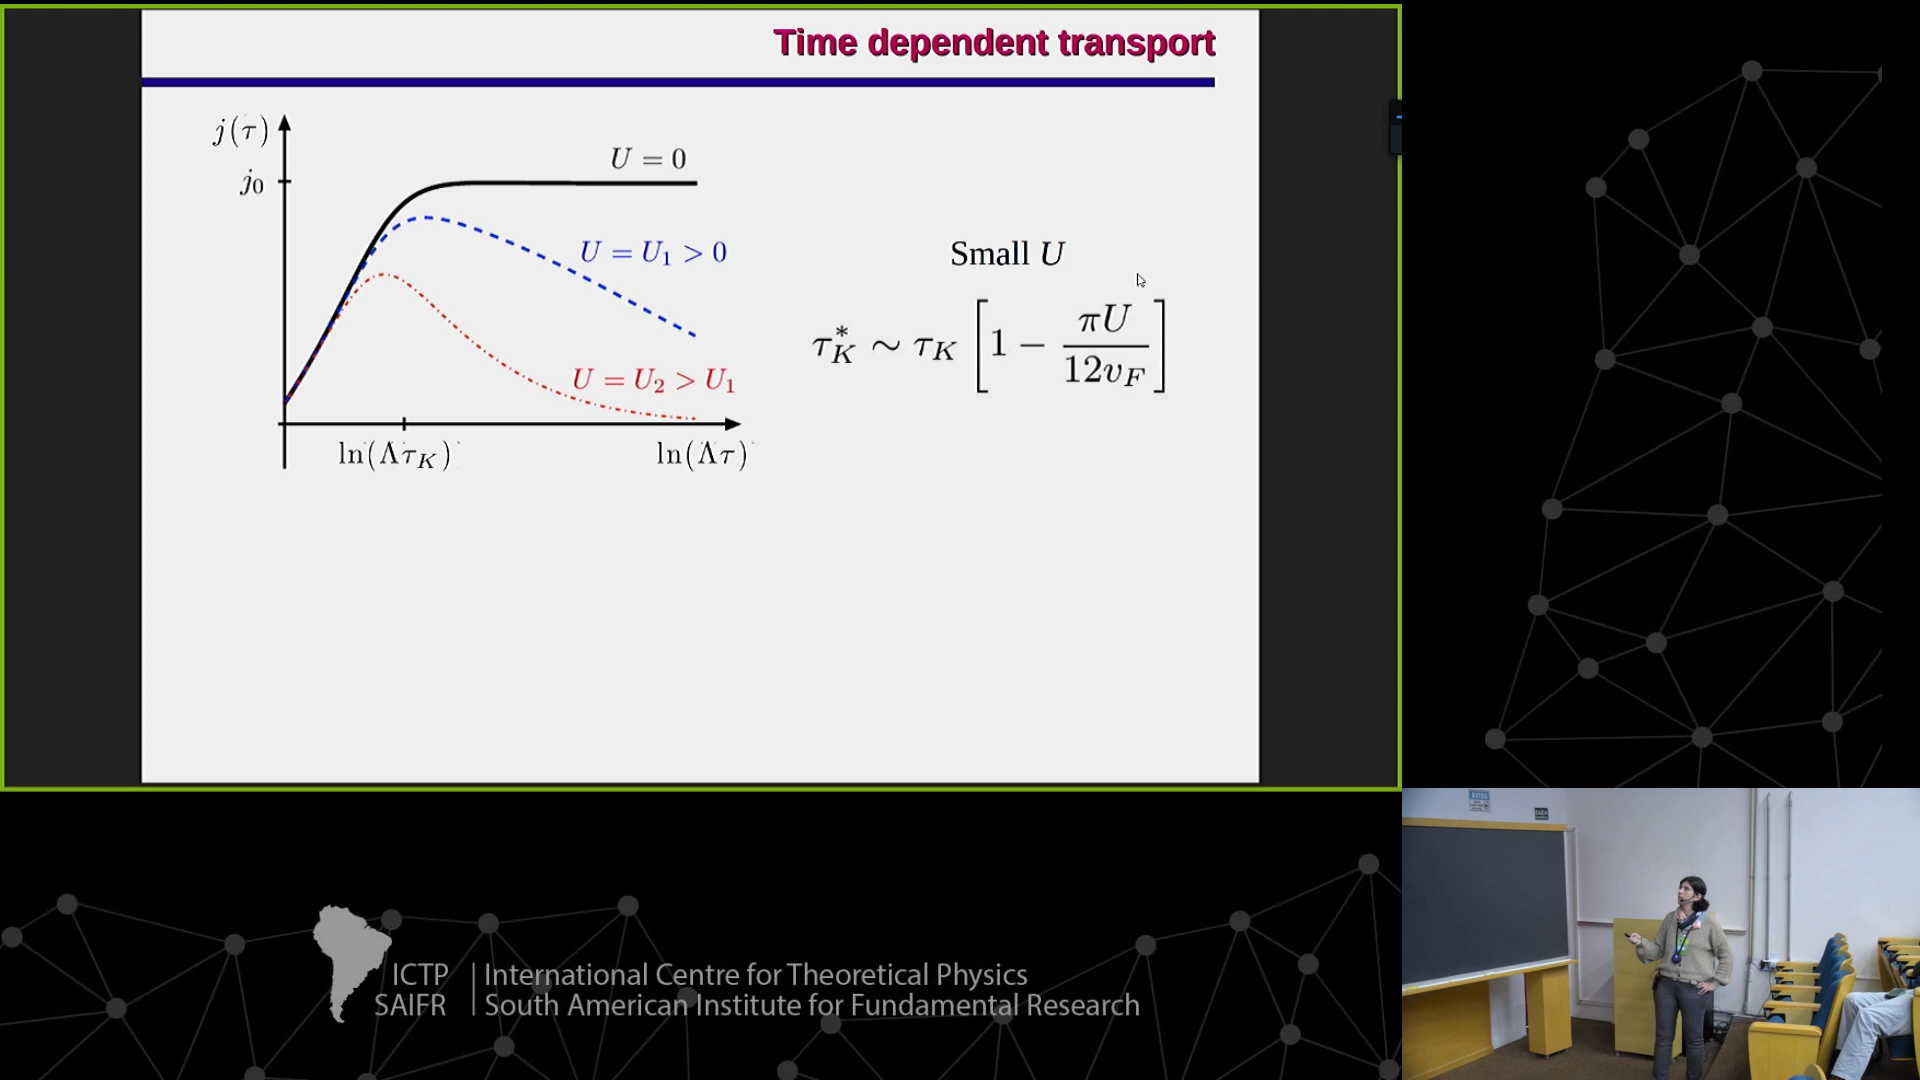 Time dependent transport
j(τ)
j₀
U = 0
U = U₁ > 0
U = U₂ > U₁
ln(Λτ_K)
ln(Λτ)
Small U
τ*_K ∼ τ_K [1 − πU / 12v_F]
ICTP | International Centre for Theoretical Physics
SAIFR | South American Institute for Fundamental Research